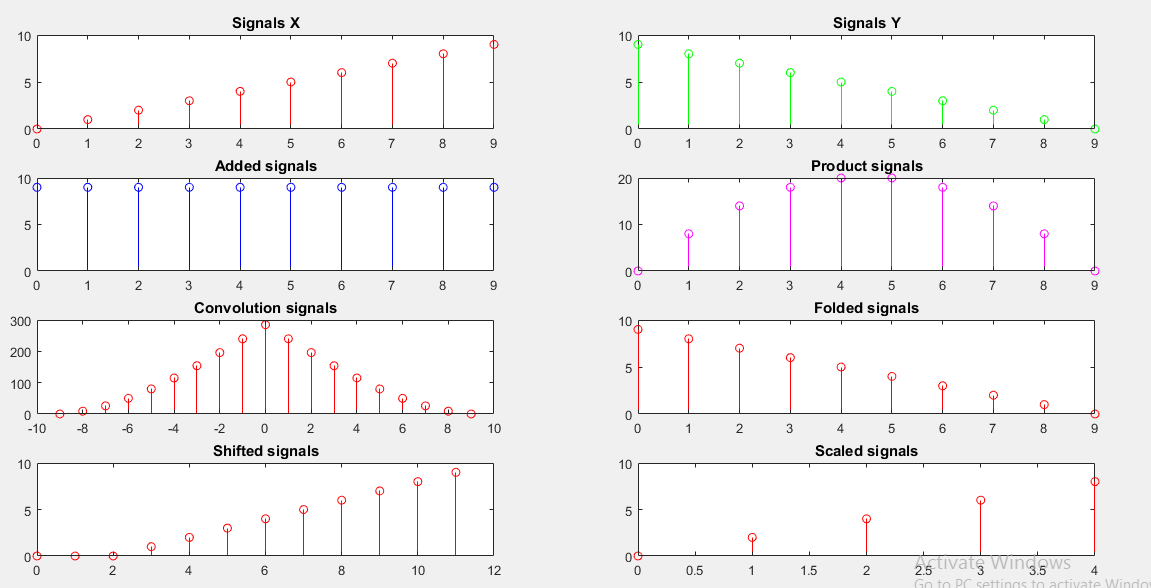 Signals X
10
5
0
0 1 2 3 4 5 6 7 8 9
Signals Y
10
5
0
0 1 2 3 4 5 6 7 8 9
Added signals
10
5
0
0 1 2 3 4 5 6 7 8 9
Product signals
20
10
0
0 1 2 3 4 5 6 7 8 9
Convolution signals
300
200
100
0
-10 -8 -6 -4 -2 0 2 4 6 8 10
Folded signals
10
5
0
0 1 2 3 4 5 6 7 8 9
Shifted signals
10
5
0
0 2 4 6 8 10 12
Scaled signals
10
5
0
0 0.5 1 1.5 2 2.5 3 3.5 4
Activate Windows
Go to PC settings to activate Window